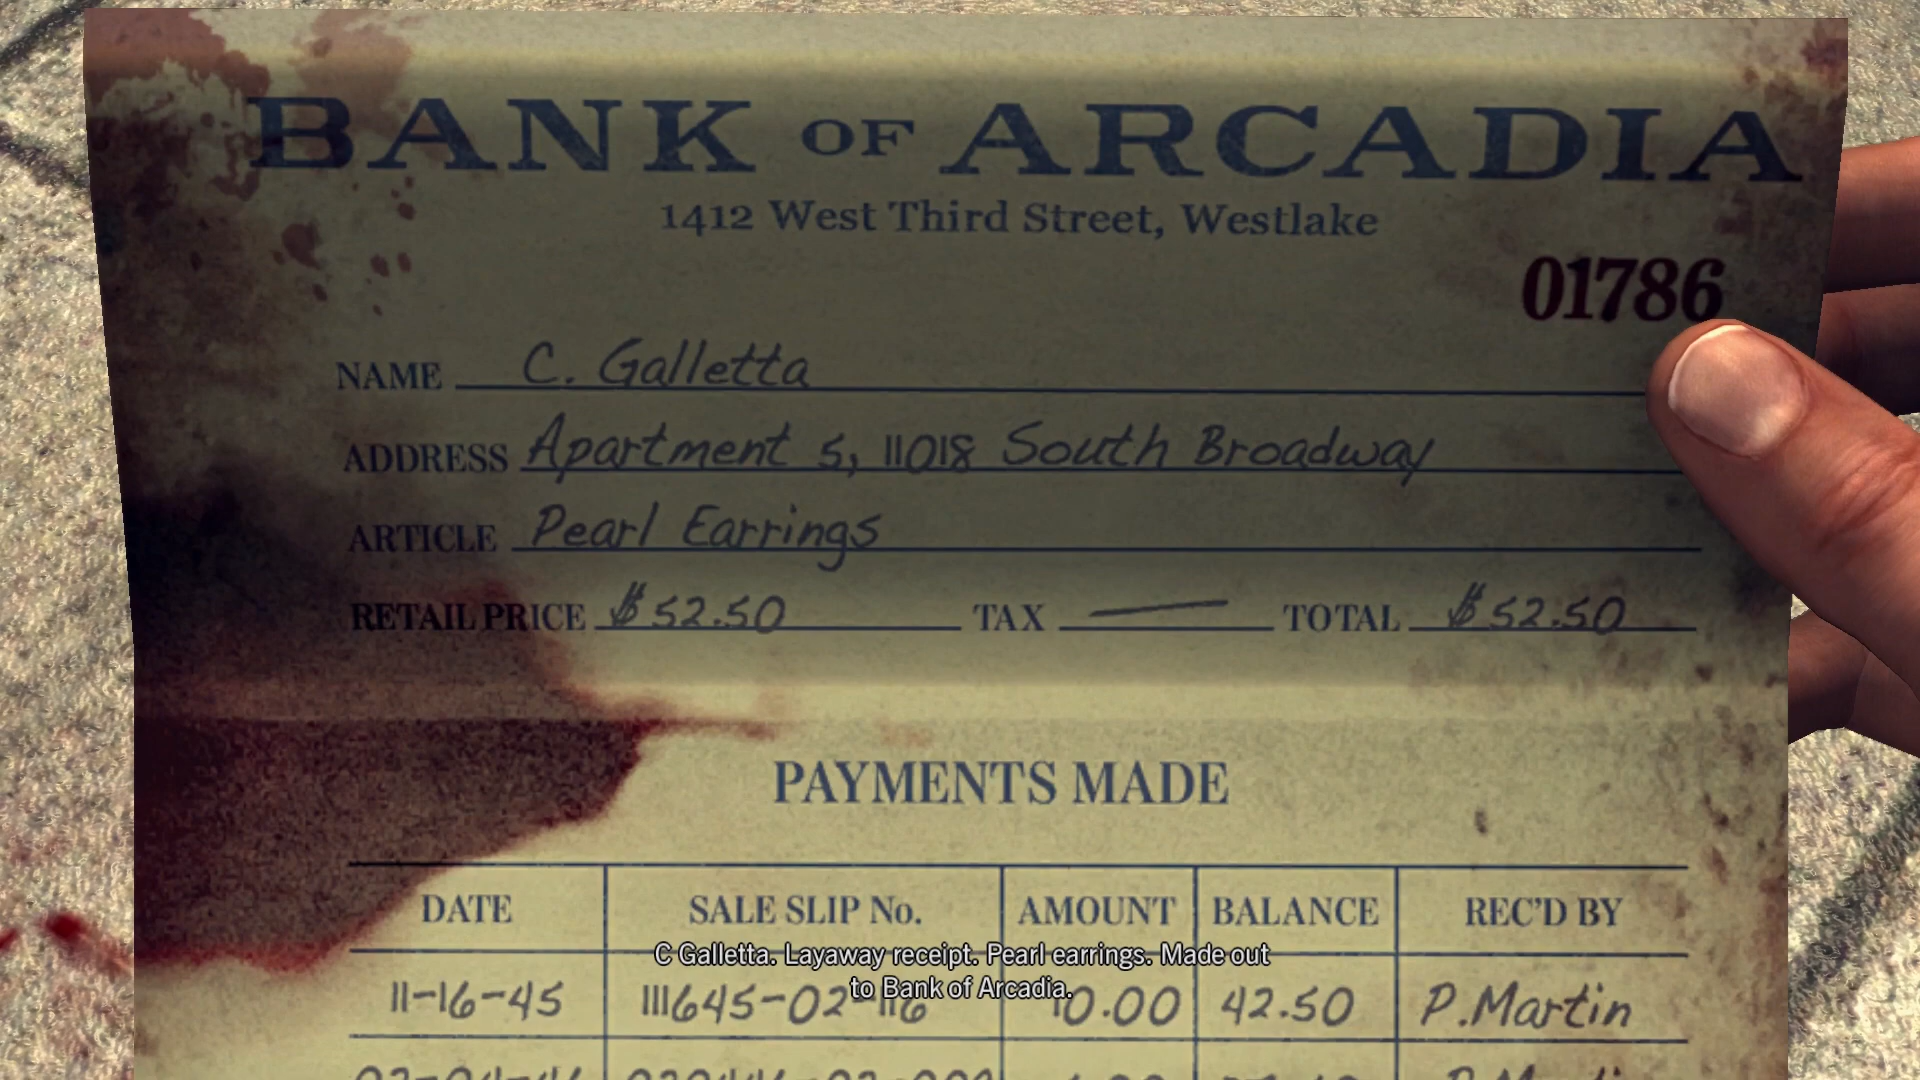 BANK OF ARCADIA
1412 West Third Street, Westlake
01786
NAME C. Galletta
ADDRESS Apartment 5, 11018 South Broadway
ARTICLE Pearl Earrings
RETAIL PRICE $52.50 TAX — TOTAL $52.50
PAYMENTS MADE
DATE SALE SLIP No. AMOUNT BALANCE REC'D BY
C Galletta. Layaway receipt. Pearl earrings. Made out
to Bank of Arcadia.
11-16-45 111645-02-116 10.00 42.50 P.Martin